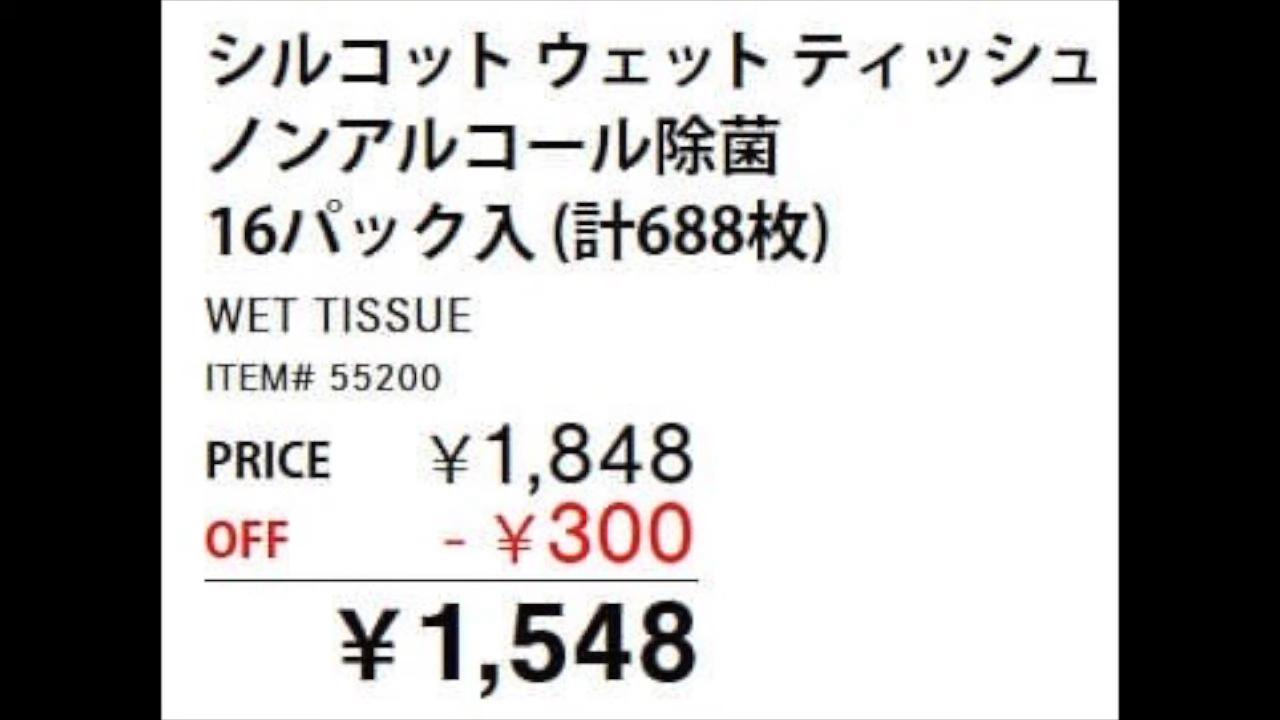 シルコット ウェット ティッシュ
ノンアルコール除菌
16パック入 (計688枚)
WET TISSUE
ITEM# 55200
PRICE ¥1,848
OFF - ¥300
¥1,548